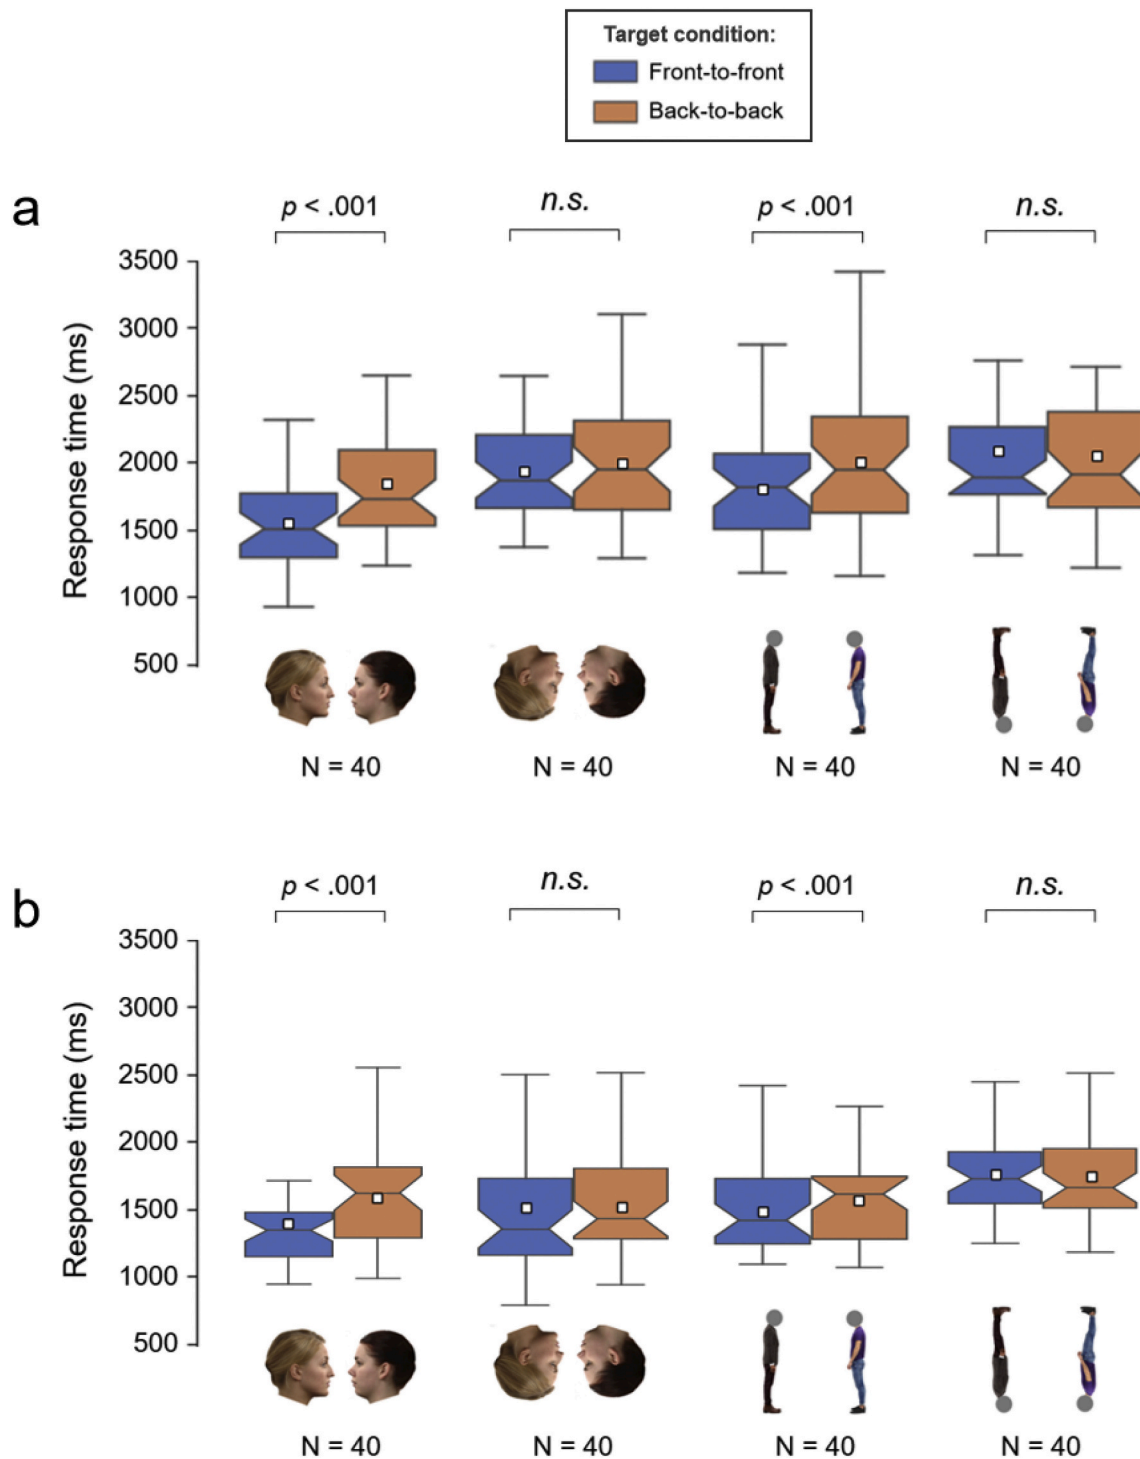 Target condition:
Front-to-front
Back-to-back
a
p < .001
n.s.
p < .001
n.s.
Response time (ms)
3500
3000
2500
2000
1500
1000
500
N = 40
N = 40
N = 40
N = 40
b
p < .001
n.s.
p < .001
n.s.
Response time (ms)
3500
3000
2500
2000
1500
1000
500
N = 40
N = 40
N = 40
N = 40